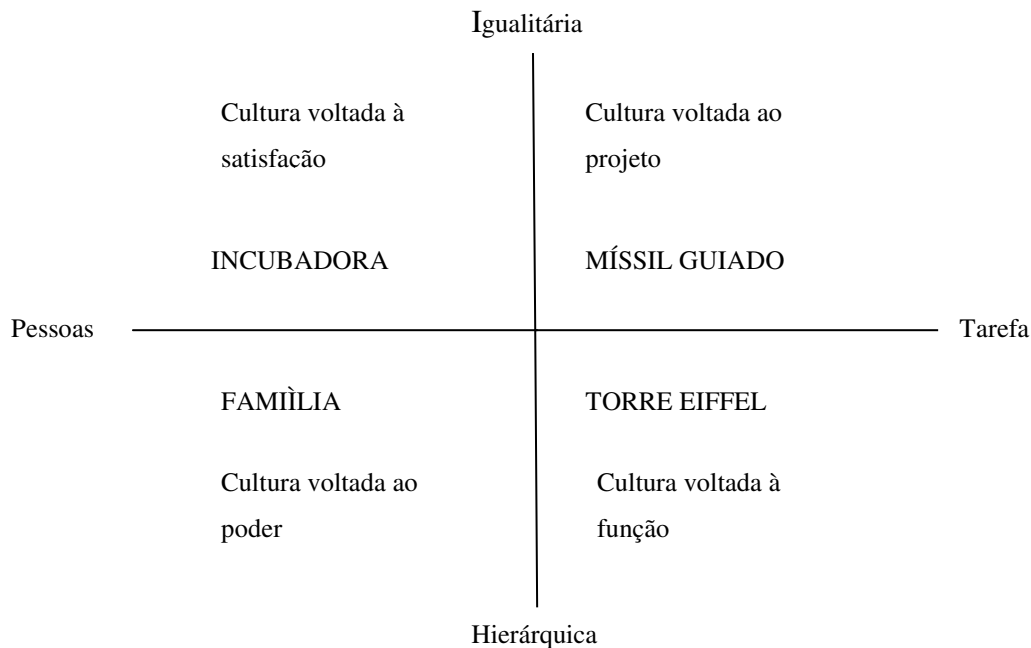 Igualitária
Cultura voltada à
satisfacão
Cultura voltada ao
projeto
INCUBADORA
MÍSSIL GUIADO
Pessoas
Tarefa
FAMIÌLIA
TORRE EIFFEL
Cultura voltada ao
poder
Cultura voltada à
função
Hierárquica